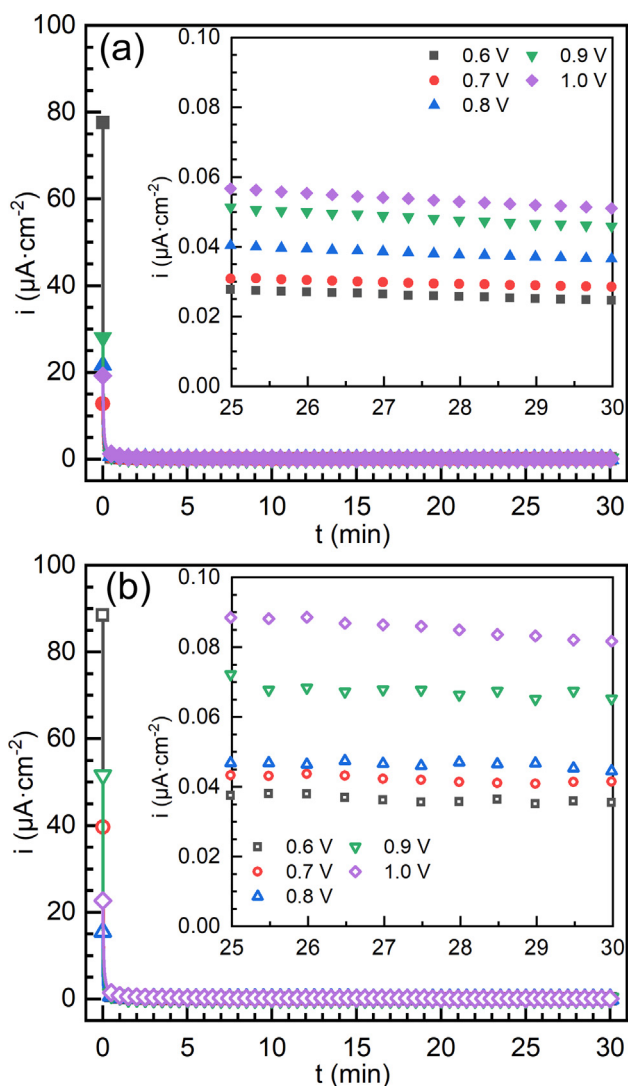 (a)
100
80
60
40
20
0
i (μA·cm⁻²)
0 5 10 15 20 25 30
t (min)
0.10
0.08
0.06
0.04
0.02
0.00
i (μA·cm⁻²)
25 26 27 28 29 30
0.6 V 0.9 V
0.7 V 1.0 V
0.8 V
(b)
100
80
60
40
20
0
i (μA·cm⁻²)
0 5 10 15 20 25 30
t (min)
0.10
0.08
0.06
0.04
0.02
0.00
i (μA·cm⁻²)
25 26 27 28 29 30
0.6 V 0.9 V
0.7 V 1.0 V
0.8 V